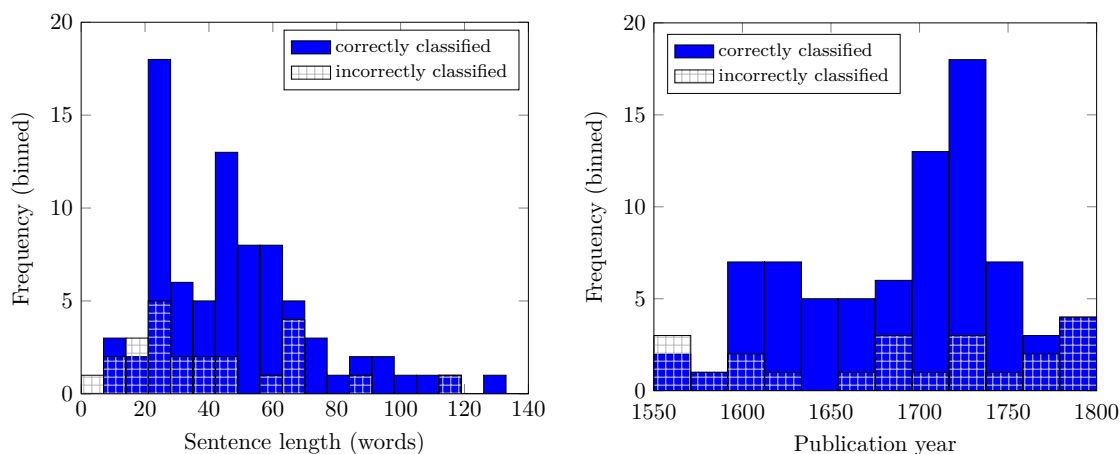 20
15
10
5
0
0 20 40 60 80 100 120 140
Frequency (binned)
Sentence length (words)
correctly classified
incorrectly classified
20
15
10
5
0
1550 1600 1650 1700 1750 1800
Frequency (binned)
Publication year
correctly classified
incorrectly classified